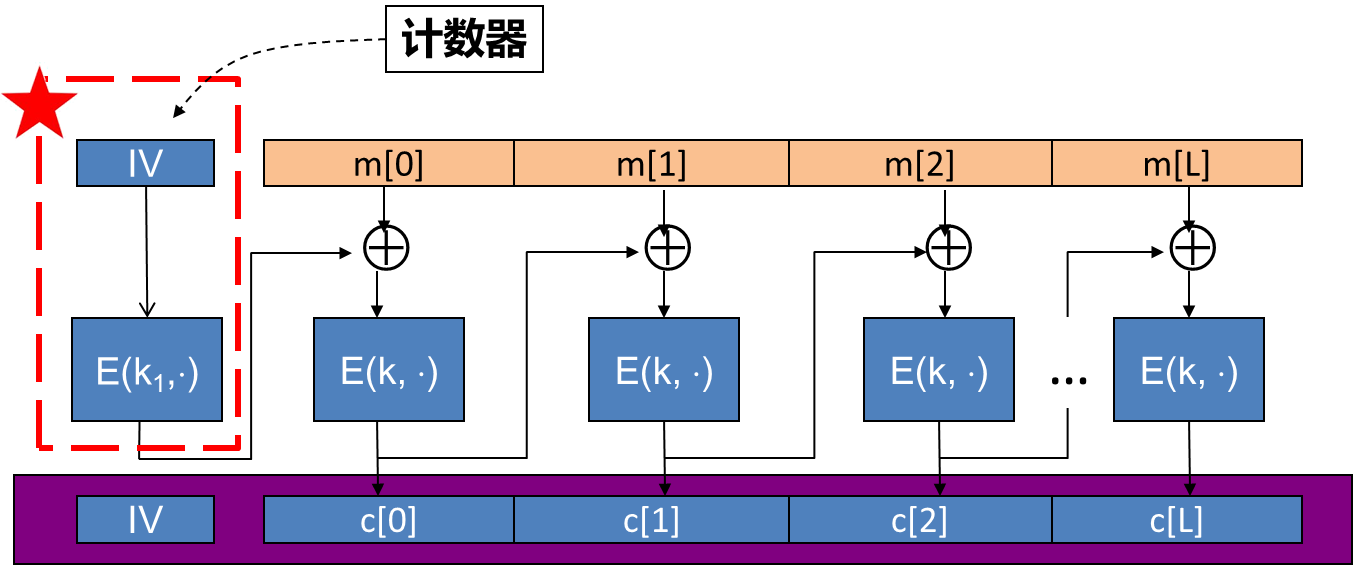 计数器
IV m[0] m[1] m[2] m[L]
E(k₁,·) E(k, ·) E(k, ·) E(k, ·) ... E(k, ·)
IV c[0] c[1] c[2] c[L]